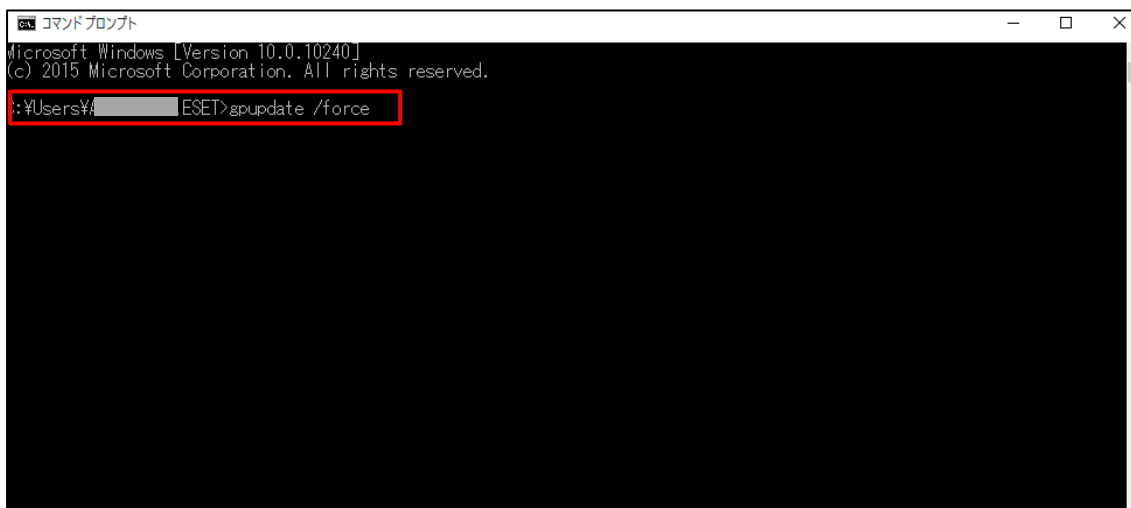 コマンド プロンプト
Microsoft Windows [Version 10.0.10240]
(c) 2015 Microsoft Corporation. All rights reserved.
C:¥Users¥A .ESET>gpupdate /force